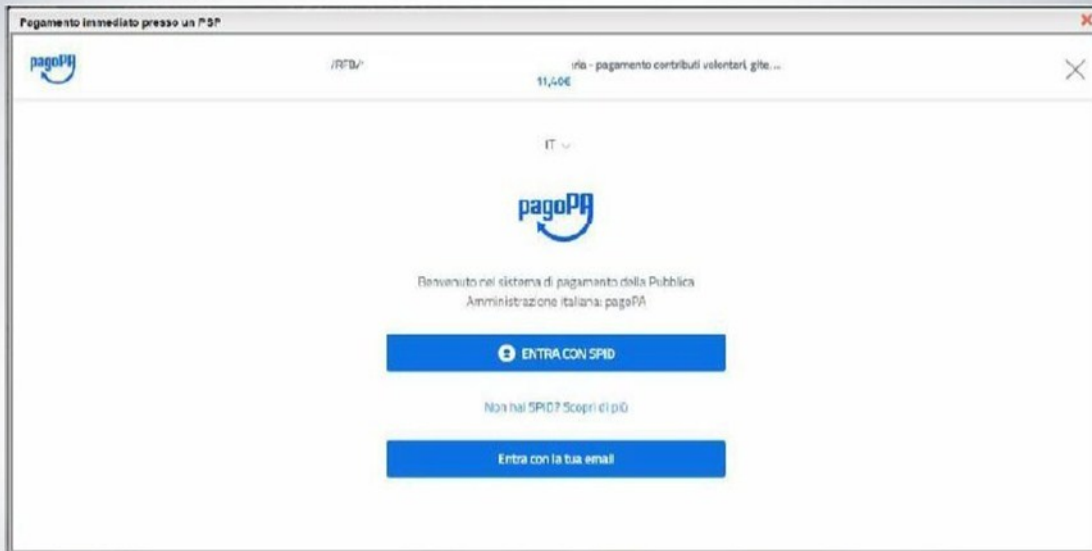 Pagamento immediato presso un PSP
pagoPA
/RFB/
ria - pagamento contributi volontari, gite...
11,40€
IT
pagoPA
Benvenuto nel sistema di pagamento della Pubblica
Amministrazione italiana: pagoPA
ENTRA CON SPID
Non hai SPID? Scopri di più
Entra con la tua email